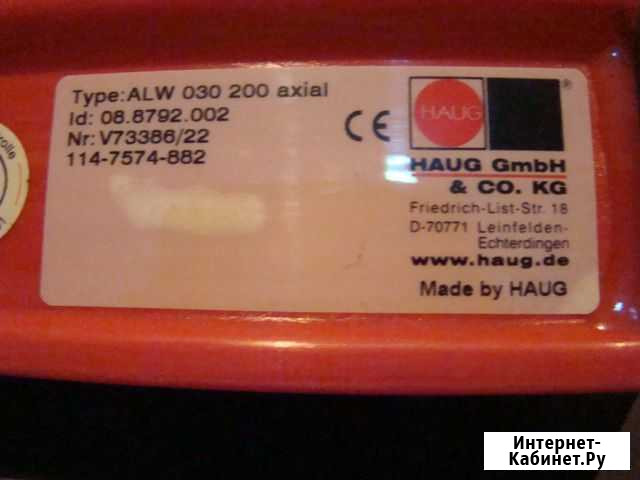 Type:ALW 030 200 axial
Id: 08.8792.002
Nr: V73386/22
114-7574-882
CE
HAUG
®
HAUG GmbH
& CO. KG
Friedrich-List-Str. 18
D-70771 Leinfelden-
Echterdingen
www.haug.de
Made by HAUG
Интернет-
Кабинет.Ру